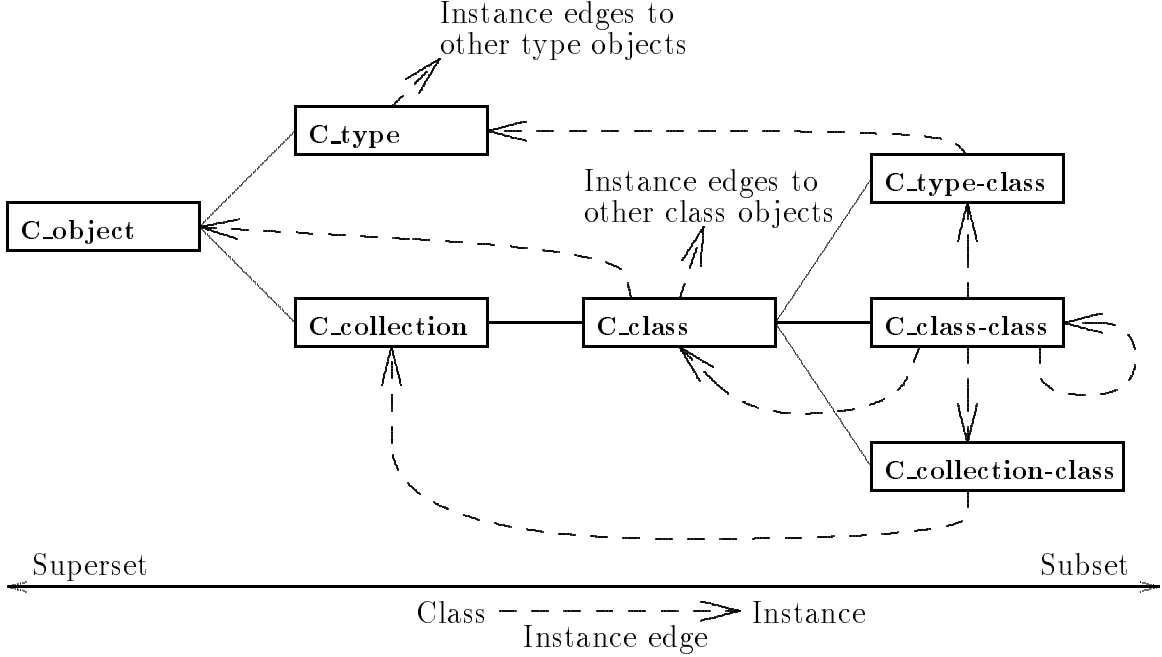 Instance edges to
other type objects
C_type
Instance edges to
other class objects
C_type-class
C_object
C_collection
C_class
C_class-class
C_collection-class
Superset
Subset
Class
Instance
Instance edge